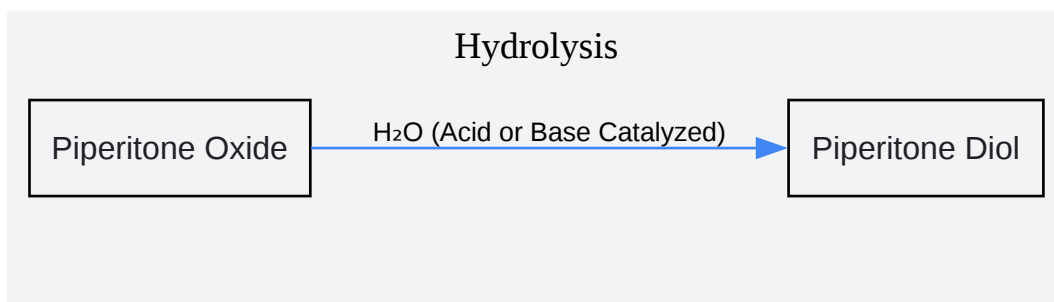 Hydrolysis
Piperitone Oxide
H₂O (Acid or Base Catalyzed)
Piperitone Diol